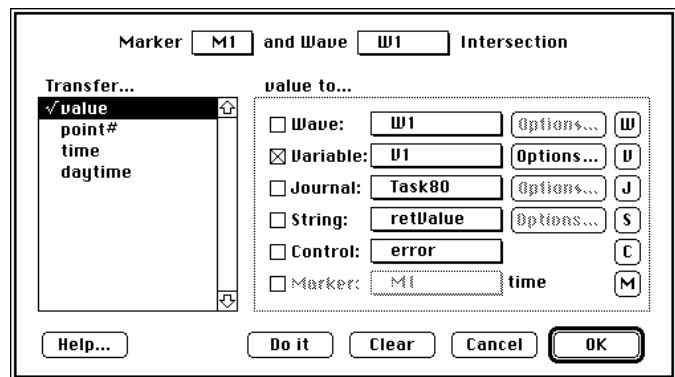 Marker M1 and Wave W1 Intersection
Transfer... value to...
√value
point#
time
daytime
Wave: W1 Options... W
Variable: V1 Options... V
Journal: Task80 Options... J
String: retValue Options... S
Control: error C
Marker: M1 time M
Help... Do it Clear Cancel OK